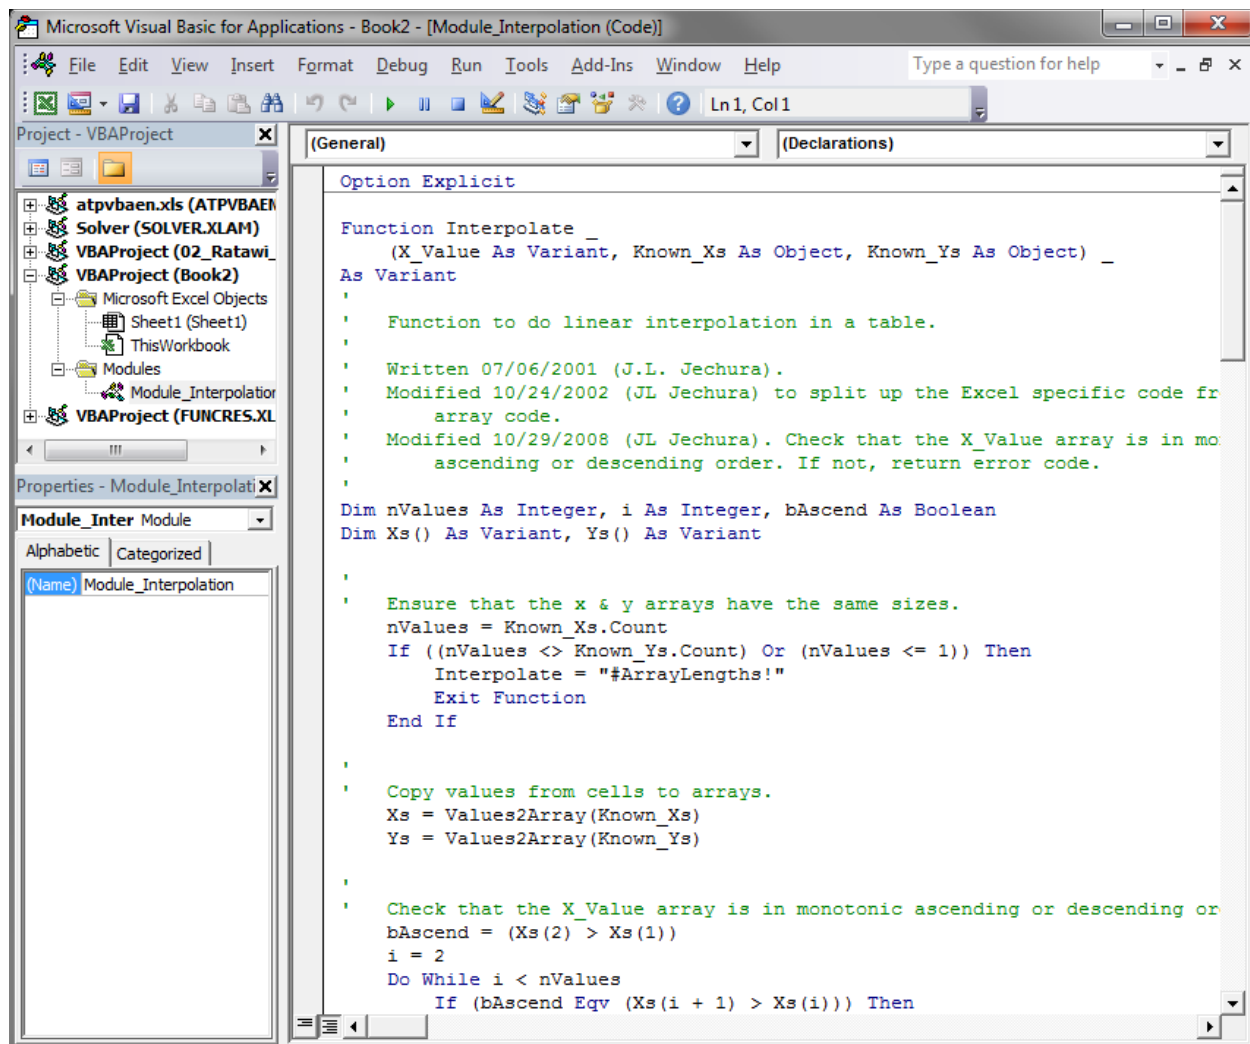 Microsoft Visual Basic for Applications - Book2 - [Module_Interpolation (Code)]
File Edit View Insert Format Debug Run Tools Add-Ins Window Help Type a question for help
Ln 1, Col 1
Project - VBAProject
atpvbaen.xls (ATPVBAEN
Solver (SOLVER.XLAM)
VBAProject (02_Ratawi_
VBAProject (Book2)
Microsoft Excel Objects
Sheet1 (Sheet1)
ThisWorkbook
Modules
Module_Interpolation
VBAProject (FUNCRES.XL
Properties - Module_Interpolati
Module_Inter Module
Alphabetic Categorized
(Name) Module_Interpolation
(General) (Declarations)
Option Explicit
Function Interpolate _
(X_Value As Variant, Known_Xs As Object, Known_Ys As Object) _
As Variant
'
' Function to do linear interpolation in a table.
'
' Written 07/06/2001 (J.L. Jechura).
' Modified 10/24/2002 (JL Jechura) to split up the Excel specific code fr
' array code.
' Modified 10/29/2008 (JL Jechura). Check that the X_Value array is in mo
' ascending or descending order. If not, return error code.
'
Dim nValues As Integer, i As Integer, bAscend As Boolean
Dim Xs() As Variant, Ys() As Variant
'
' Ensure that the x & y arrays have the same sizes.
nValues = Known_Xs.Count
If ((nValues <> Known_Ys.Count) Or (nValues <= 1)) Then
Interpolate = "#ArrayLengths!"
Exit Function
End If
'
' Copy values from cells to arrays.
Xs = Values2Array(Known_Xs)
Ys = Values2Array(Known_Ys)
'
' Check that the X_Value array is in monotonic ascending or descending or
bAscend = (Xs(2) > Xs(1))
i = 2
Do While i < nValues
If (bAscend Eqv (Xs(i + 1) > Xs(i))) Then